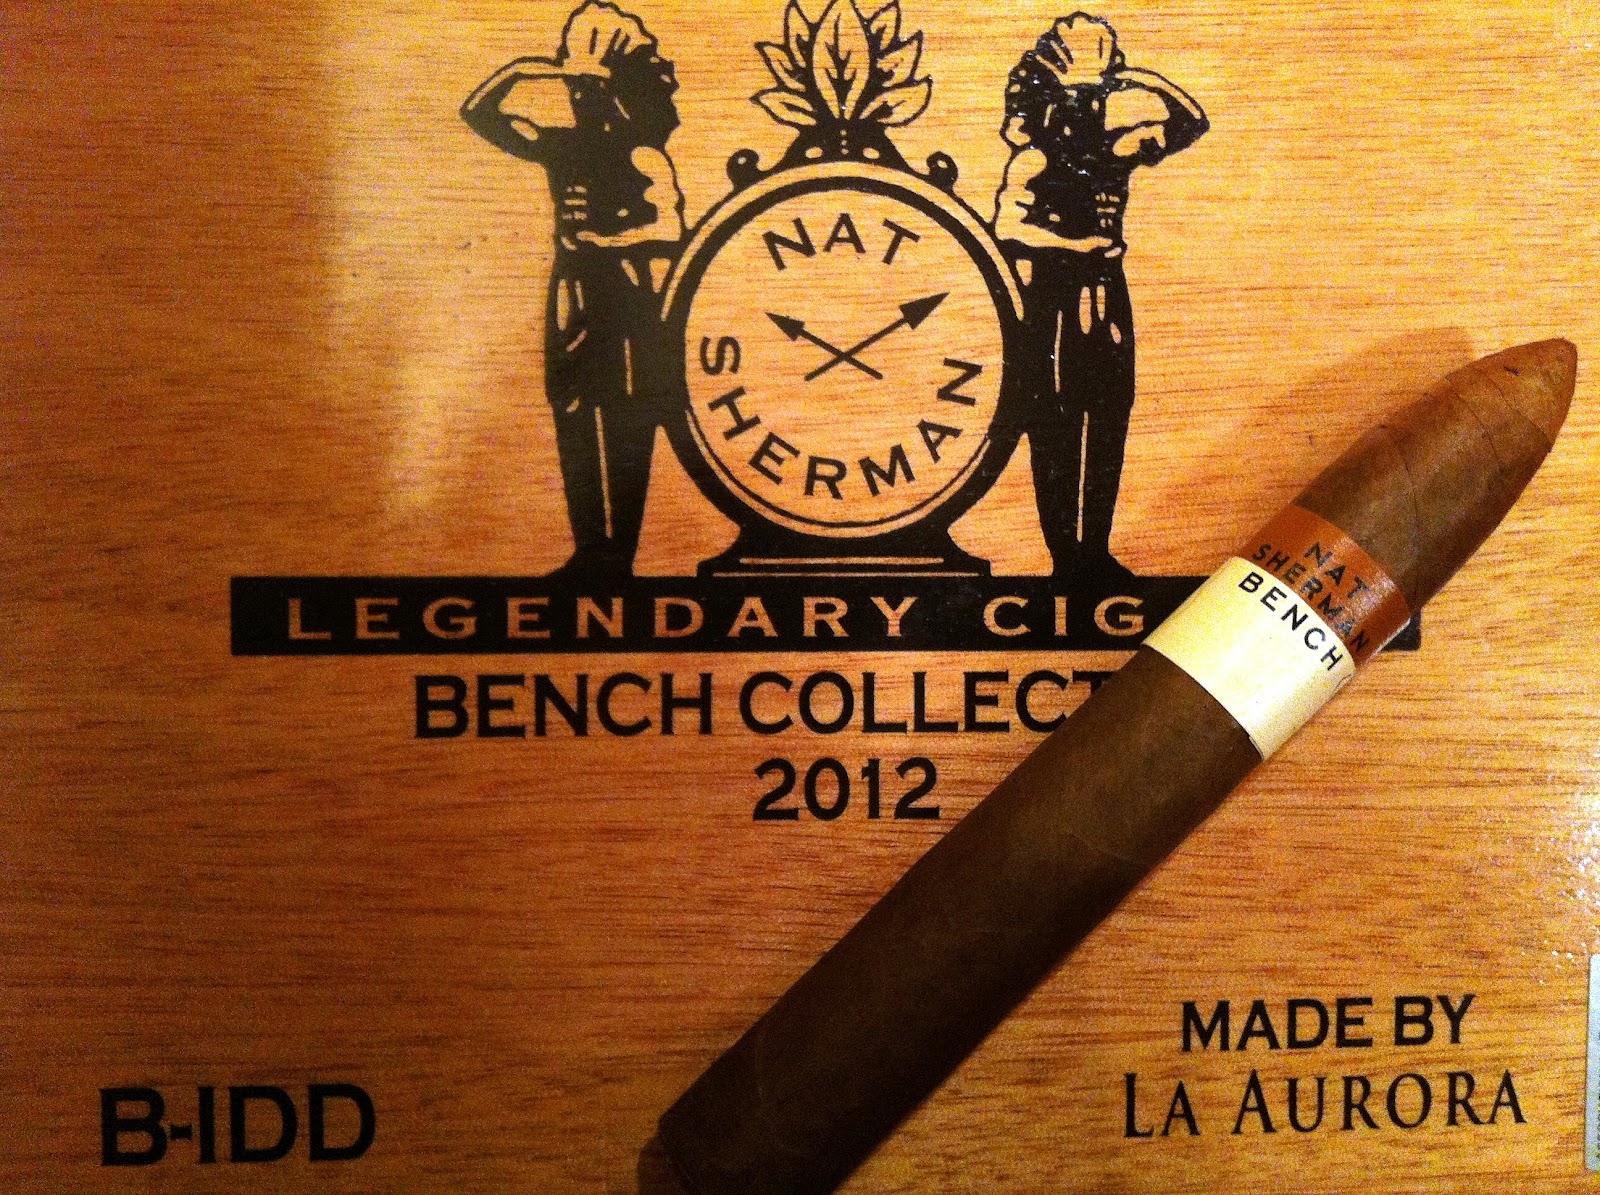 NAT
SHERMAN
LEGENDARY CIG
BENCH COLLECT
2012
NAT
SHERMAN
BENCH
B-IDD
MADE BY
LA AURORA